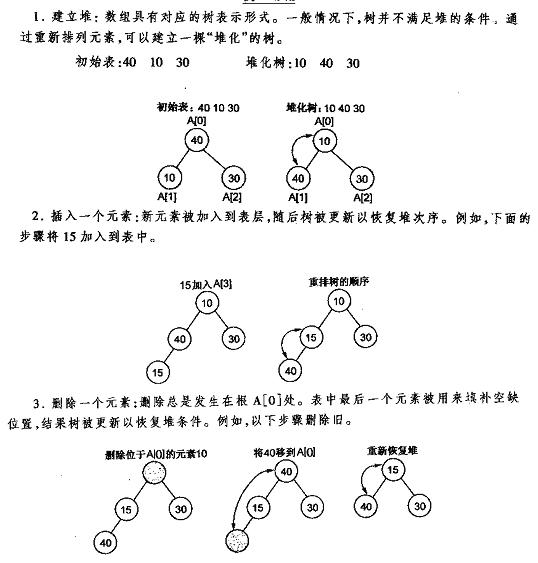 1. 建立堆: 数组具有对应的树表示形式。一般情况下,树并不满足堆的条件。通
过重新排列元素,可以建立一棵“堆化”的树。
初始表:40 10 30 堆化树:10 40 30
初始表: 40 10 30 堆化树: 10 40 30
A[0] A[0]
40 10
10 30 40 30
A[1] A[2] A[1] A[2]
2. 插入一个元素:新元素被加入到表层,随后树被更新以恢复堆次序。例如,下面的
步骤将 15 加入到表中。
15加入A[3] 重排树的顺序
10 10
40 30 15 30
15 40
3. 删除一个元素:删除总是发生在根 A[0]处。表中最后一个元素被用来填补空缺
位置,结果树被更新以恢复堆条件。例如,以下步骤删除旧。
删除位于A[0]的元素10 将40移到A[0] 重新恢复堆
40 15
15 30 15 30 40 30
40